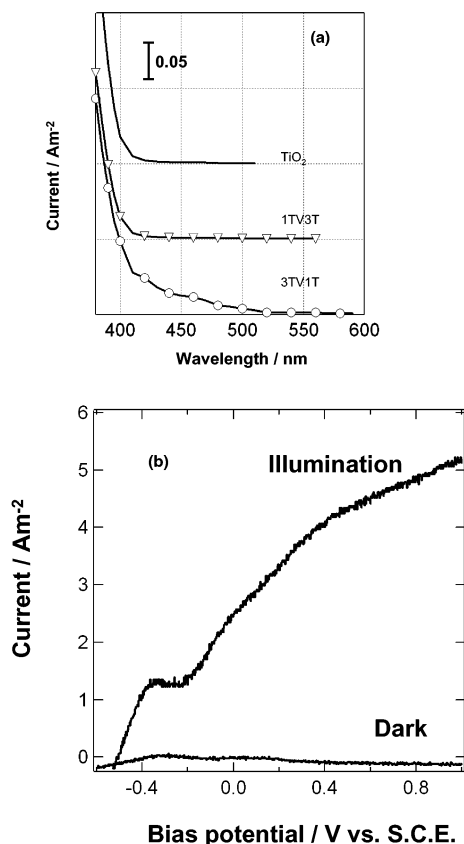 (a)
0.05
TiO2
1TV3T
3TV1T
Current / Am-2
400 450 500 550 600
Wavelength / nm
6
(b)
Illumination
5
4
3
2
1
Dark
0
Current / Am-2
-0.4 0.0 0.4 0.8
Bias potential / V vs. S.C.E.